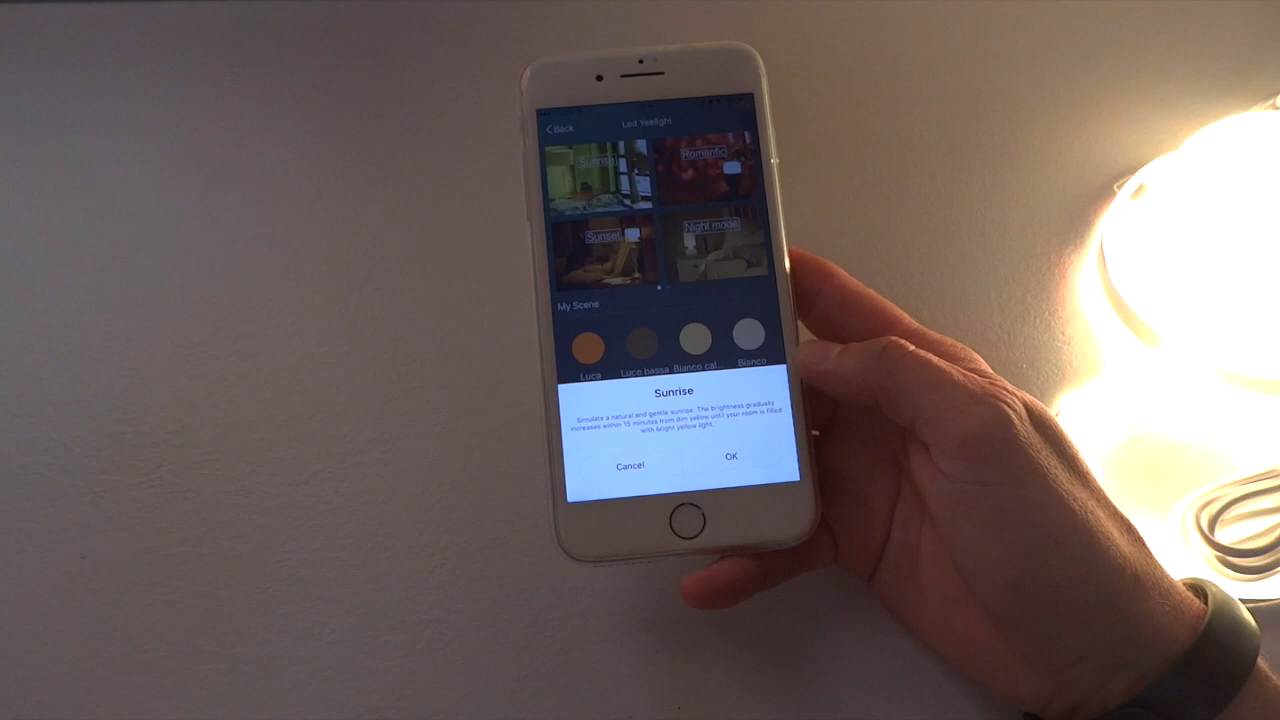 Back
Led Yeelight
Sunrise
Romantic
Sunset
Night mode
My Scene
Luca
Luce bassa
Bianco cal...
Bianco
Sunrise
Simulate a natural and gentle sunrise. The brightness gradually
increases within 15 minutes from dim yellow until your room is filled
with bright yellow light.
Cancel
OK